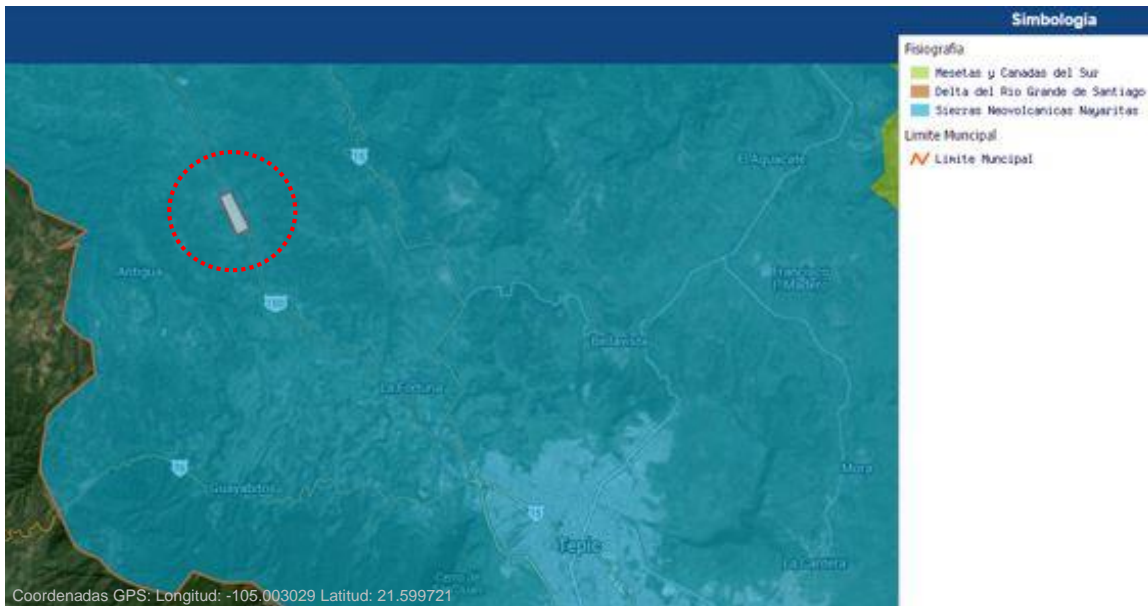 Simbologia
Fisiografia
Mesetas y Canadas del Sur
Delta del Rio Grande de Santiago
Sierras Neovolcanicas Nayaritas
Limite Muncipal
Limite Muncipal
15
El Aguacate
Antigua
Francisco
I. Madero
Bellavista
La Fortuna
76
Guayabitos
Mora
15
Tepic
La Cantera
Cerro
Coordenadas GPS: Longitud: -105.003029 Latitud: 21.599721